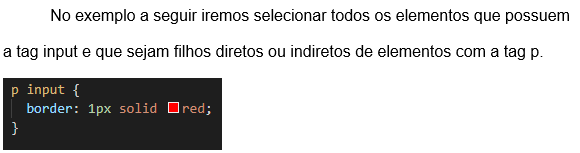 No exemplo a seguir iremos selecionar todos os elementos que possuem
a tag input e que sejam filhos diretos ou indiretos de elementos com a tag p.
p input {
border: 1px solid red;
}